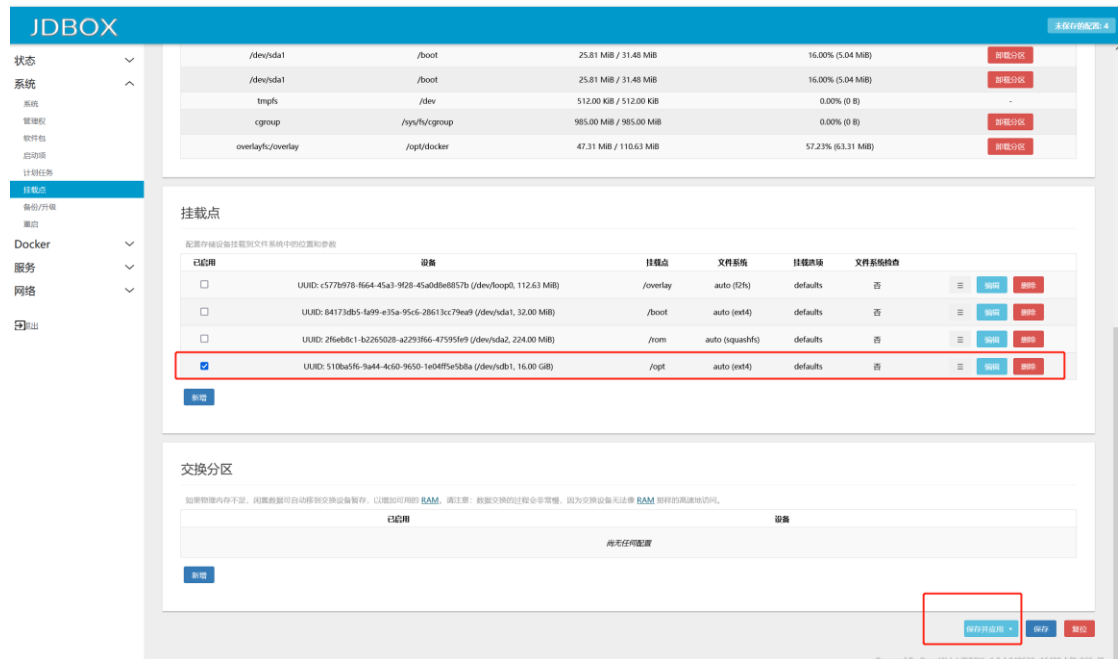 JDBOX
未保存的配置: 4
状态
系统
系统
管理权
软件包
启动项
计划任务
挂载点
备份/升级
重启
Docker
服务
网络
退出
/dev/sda1 /boot 25.81 MiB / 31.48 MiB 16.00% (5.04 MiB) 卸载分区
/dev/sda1 /boot 25.81 MiB / 31.48 MiB 16.00% (5.04 MiB) 卸载分区
tmpfs /dev 512.00 KiB / 512.00 KiB 0.00% (0 B) -
cgroup /sys/fs/cgroup 985.00 MiB / 985.00 MiB 0.00% (0 B) 卸载分区
overlayfs:/overlay /opt/docker 47.31 MiB / 110.63 MiB 57.23% (63.31 MiB) 卸载分区
挂载点
配置存储设备挂载到文件系统中的位置和参数
已启用 设备 挂载点 文件系统 挂载选项 文件系统检查
UUID: c577b978-f664-45a3-9f28-45a0d8e8857b (/dev/loop0, 112.63 MiB) /overlay auto (f2fs) defaults 否 ☰ 编辑 删除
UUID: 84173db5-fa99-e35a-95c6-28613cc79ea9 (/dev/sda1, 32.00 MiB) /boot auto (ext4) defaults 否 ☰ 编辑 删除
UUID: 2f6eb8c1-b2265028-a2293f66-47595fe9 (/dev/sda2, 224.00 MiB) /rom auto (squashfs) defaults 否 ☰ 编辑 删除
UUID: 510ba5f6-9a44-4c60-9650-1e04ff5e5b8a (/dev/sdb1, 16.00 GiB) /opt auto (ext4) defaults 否 ☰ 编辑 删除
新增
交换分区
如果物理内存不足，闲置数据可自动移到交换设备暂存，以增加可用的 RAM。请注意：数据交换的过程会非常慢，因为交换设备无法像 RAM 那样的高速地访问。
已启用 设备
尚无任何配置
新增
保存并应用 保存 复位